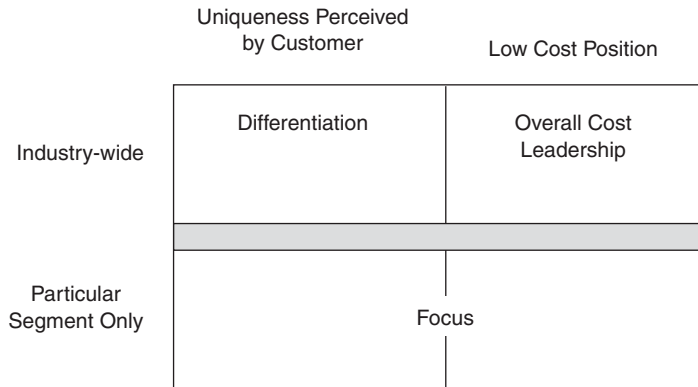 Uniqueness Perceived
by Customer
Low Cost Position
Industry-wide
Differentiation
Overall Cost
Leadership
Particular
Segment Only
Focus